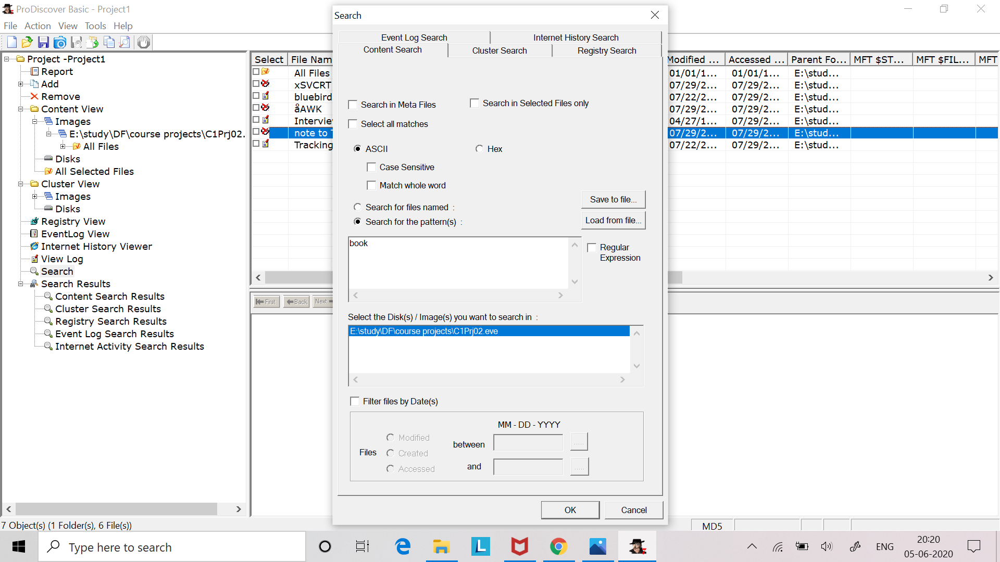 ProDiscover Basic - Project1
File Action View Tools Help
Project -Project1
Report
Add
Remove
Content View
Images
E:\study\DF\course projects\C1Prj02.
All Files
Disks
All Selected Files
Cluster View
Images
Disks
Registry View
EventLog View
Internet History Viewer
View Log
Search
Search Results
Content Search Results
Cluster Search Results
Registry Search Results
Event Log Search Results
Internet Activity Search Results
7 Object(s) (1 Folder(s), 6 File(s))
Select File Nam
All Files
xSVCRT
bluebird
åAWK
Intervie
note to
Tracking
First Back Next
Search
Event Log Search Internet History Search
Content Search Cluster Search Registry Search
Search in Meta Files Search in Selected Files only
Select all matches
ASCII Hex
Case Sensitive
Match whole word
Search for files named :
Search for the pattern(s) :
Save to file...
Load from file...
book
Regular
Expression
Select the Disk(s) / Image(s) you want to search in :
E:\study\DF\course projects\C1Prj02.eve
Filter files by Date(s)
MM - DD - YYYY
Files
Modified
Created
Accessed
between .....
and .....
OK Cancel
Modified ... Accessed ... Parent Fo... MFT $ST... MFT $FIL... MFT
01/01/1... 01/01/1... E:\stud...
07/29/2... 07/29/2... E:\stud...
07/22/2... 07/29/2... E:\stud...
07/29/2... 07/29/2... E:\stud...
04/27/1... 07/29/2... E:\stud...
07/29/2... 07/29/2... E:\stud...
07/22/2... 07/29/2... E:\stud...
MD5
Type here to search
L
ENG
20:20
05-06-2020